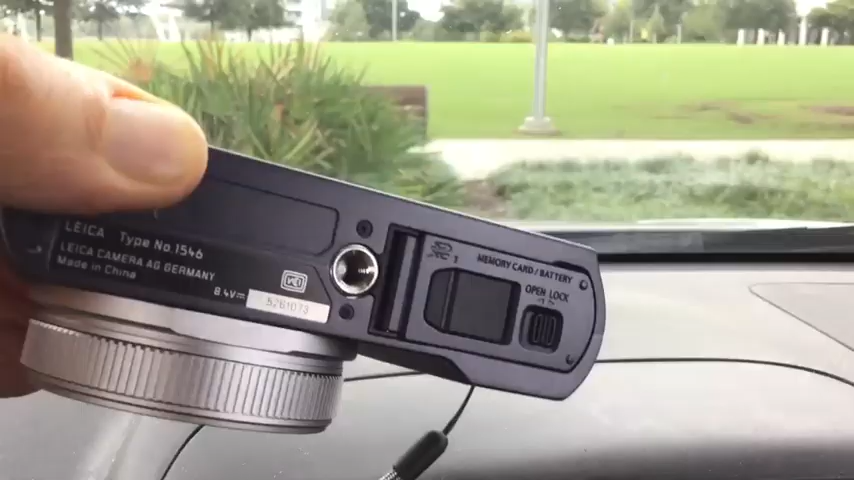 LEICA Type No.1546
LEICA CAMERA AG GERMANY
Made in China
8.4V⎓
5261073
MEMORY CARD / BATTERY
OPEN LOCK